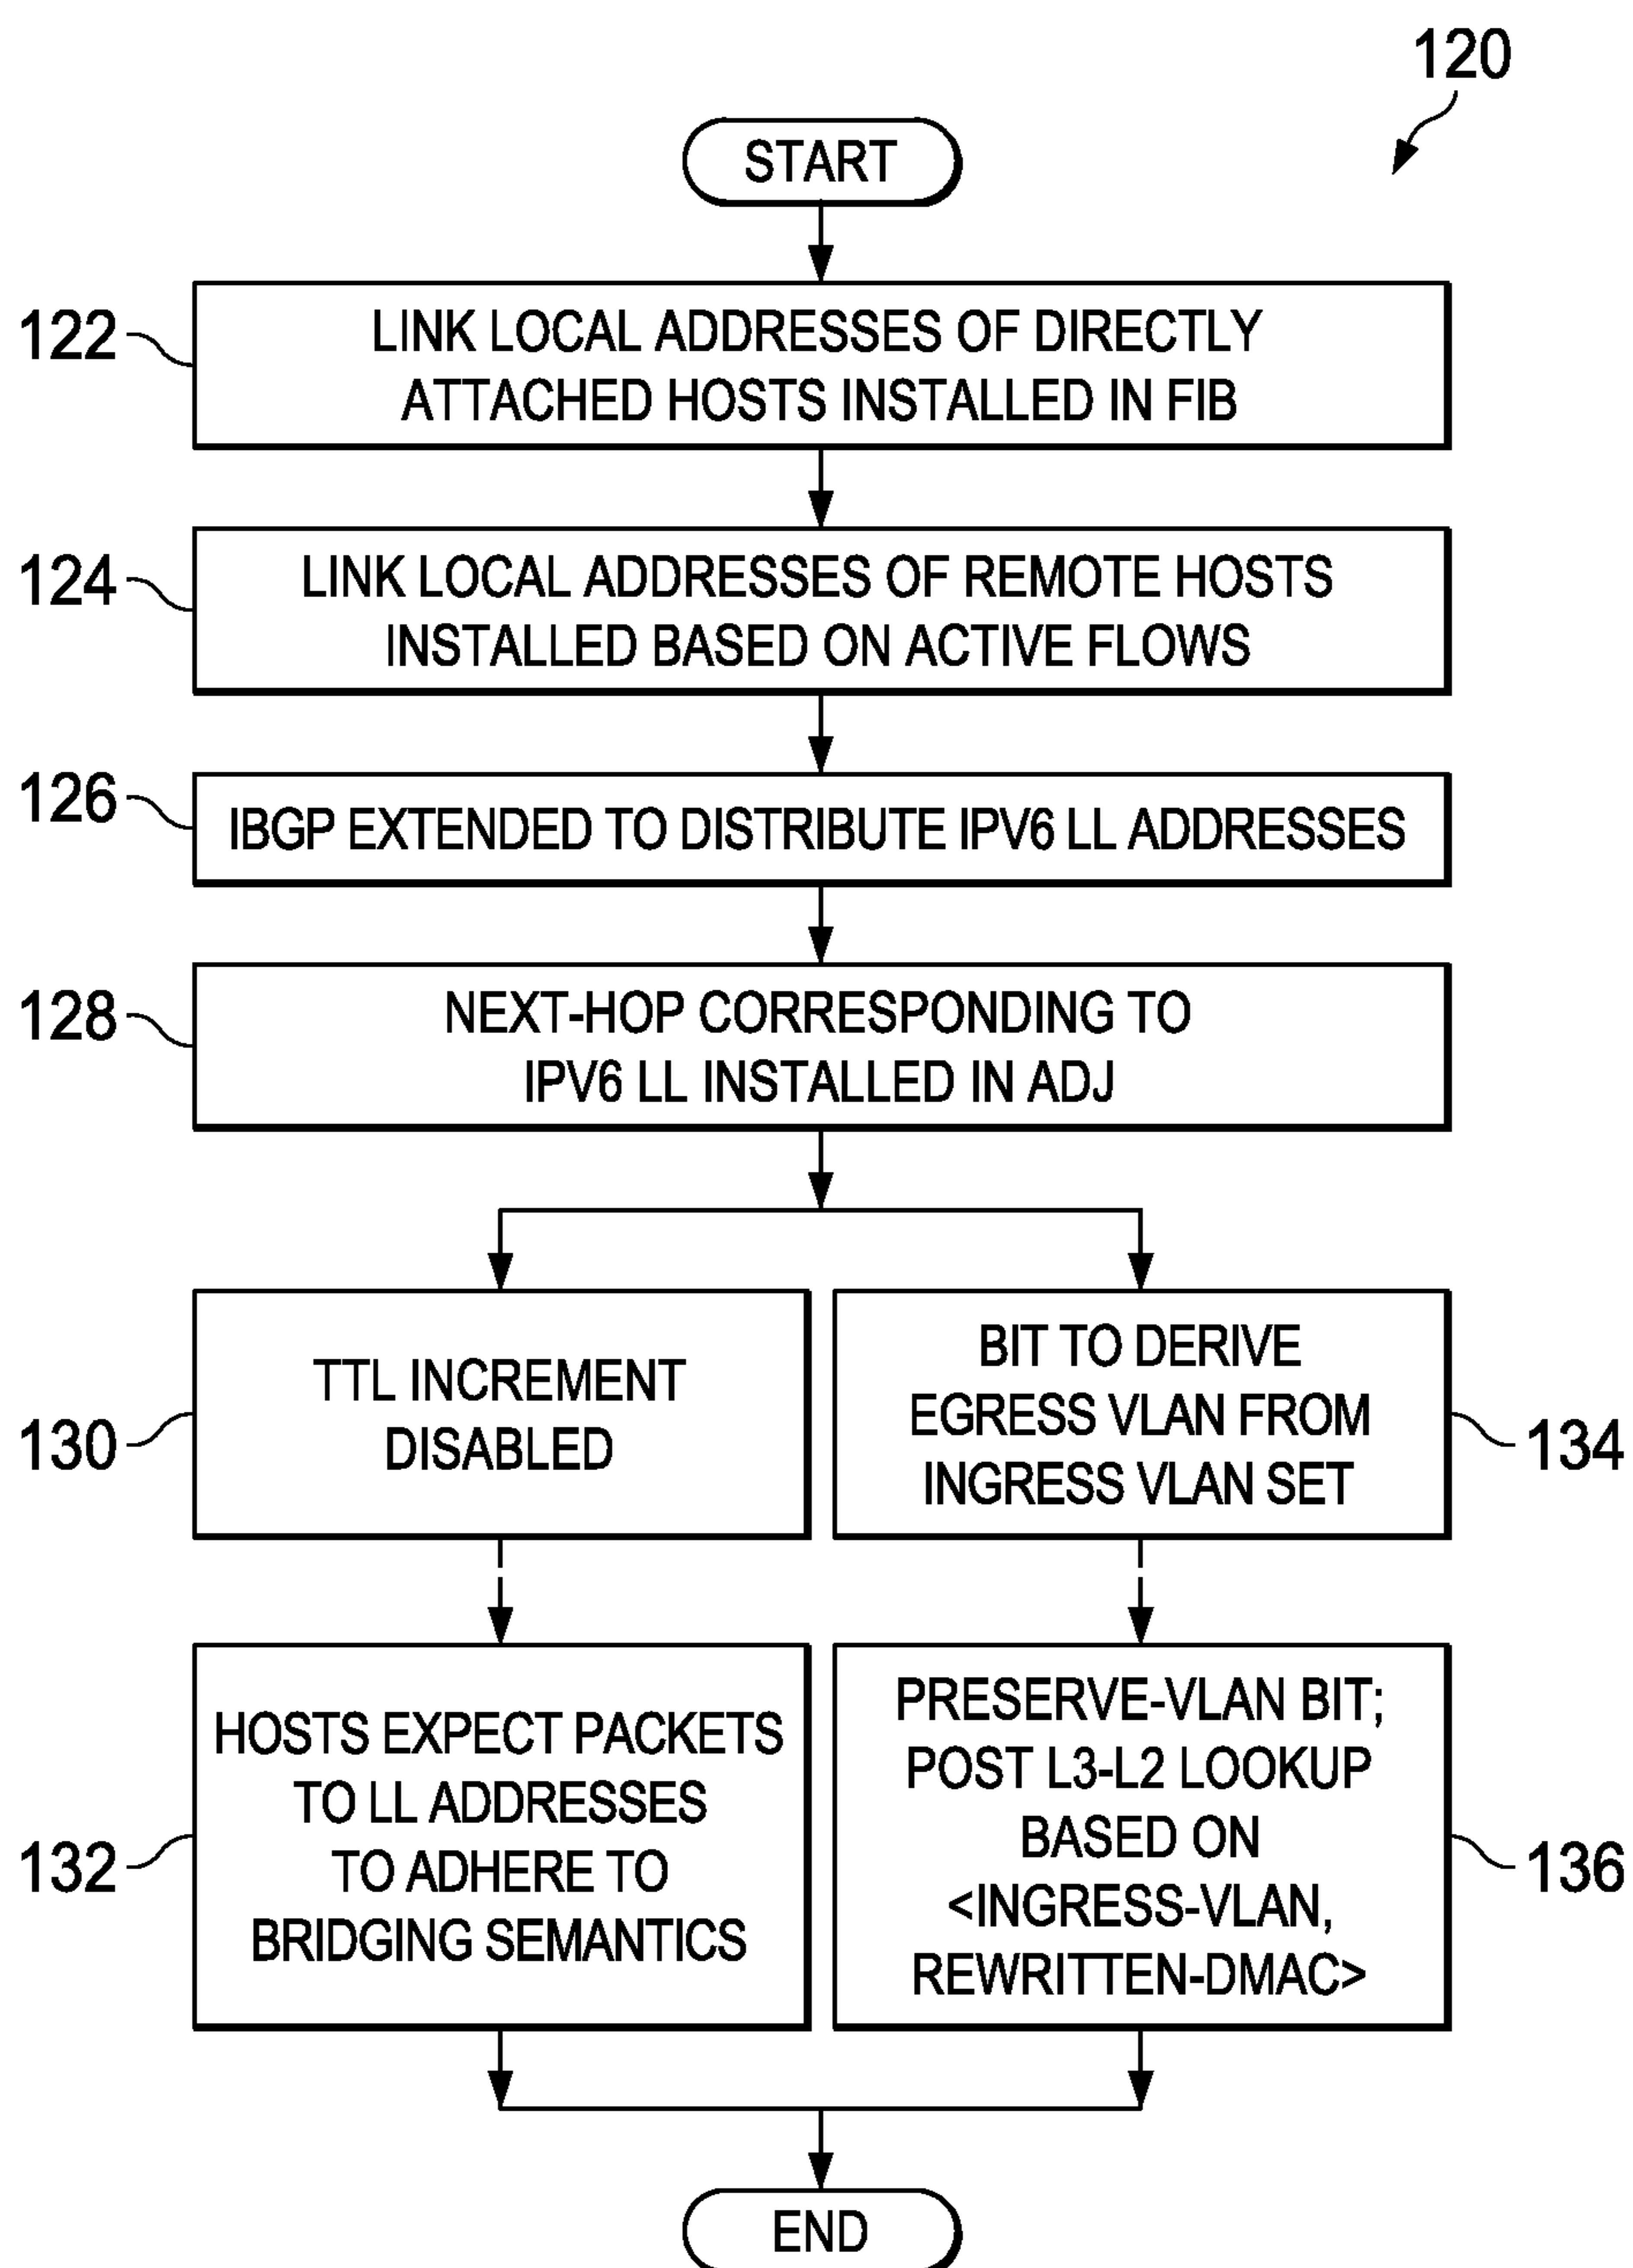 120
START
122
LINK LOCAL ADDRESSES OF DIRECTLY
ATTACHED HOSTS INSTALLED IN FIB
124
LINK LOCAL ADDRESSES OF REMOTE HOSTS
INSTALLED BASED ON ACTIVE FLOWS
126
IBGP EXTENDED TO DISTRIBUTE IPV6 LL ADDRESSES
128
NEXT-HOP CORRESPONDING TO
IPV6 LL INSTALLED IN ADJ
130
TTL INCREMENT
DISABLED
BIT TO DERIVE
EGRESS VLAN FROM
INGRESS VLAN SET
134
132
HOSTS EXPECT PACKETS
TO LL ADDRESSES
TO ADHERE TO
BRIDGING SEMANTICS
PRESERVE-VLAN BIT;
POST L3-L2 LOOKUP
BASED ON
<INGRESS-VLAN,
REWRITTEN-DMAC>
136
END